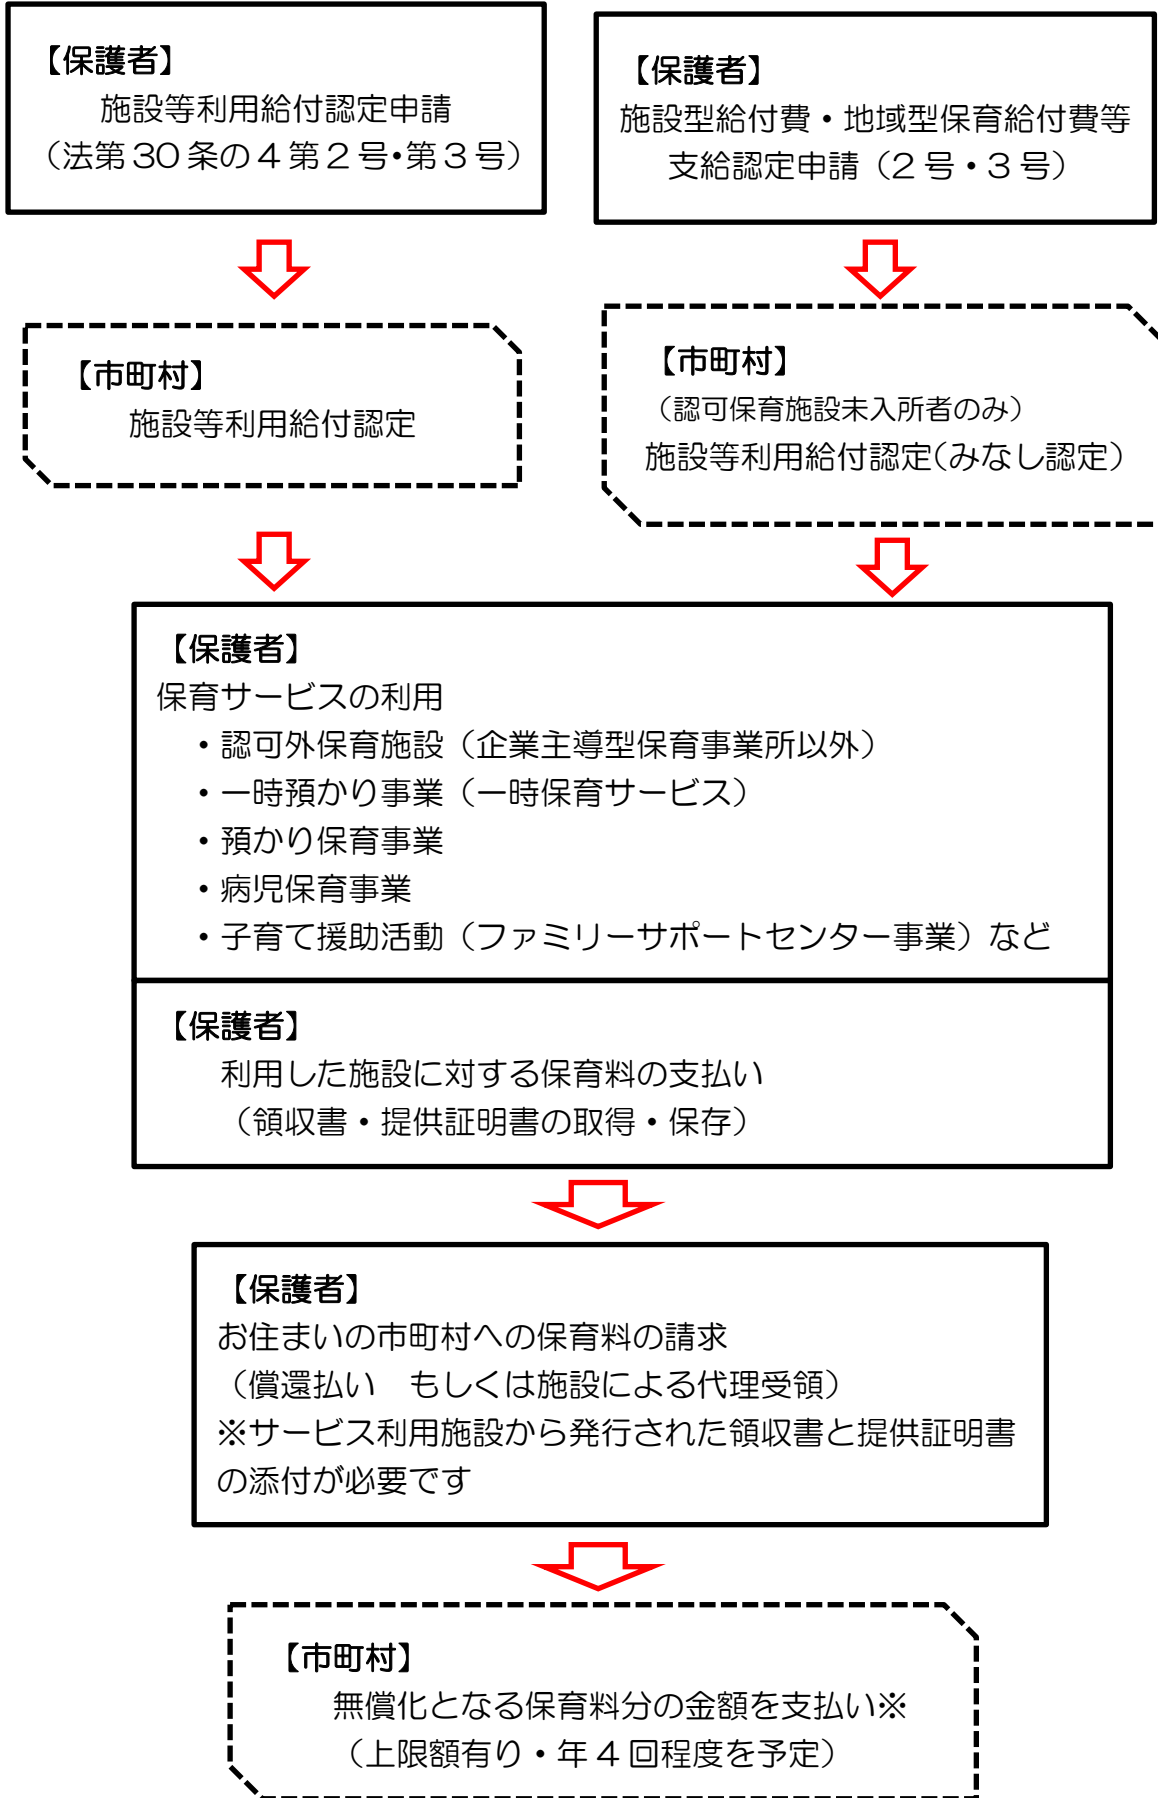 【保護者】
施設等利用給付認定申請
（法第30条の4第2号・第3号）
【保護者】
施設型給付費・地域型保育給付費等
支給認定申請（2号・3号）
【市町村】
施設等利用給付認定
【市町村】
（認可保育施設未入所者のみ）
施設等利用給付認定（みなし認定）
【保護者】
保育サービスの利用
・認可外保育施設（企業主導型保育事業所以外）
・一時預かり事業（一時保育サービス）
・預かり保育事業
・病児保育事業
・子育て援助活動（ファミリーサポートセンター事業）など
【保護者】
利用した施設に対する保育料の支払い
（領収書・提供証明書の取得・保存）
【保護者】
お住まいの市町村への保育料の請求
（償還払い　もしくは施設による代理受領）
※サービス利用施設から発行された領収書と提供証明書
の添付が必要です
【市町村】
無償化となる保育料分の金額を支払い※
（上限額有り・年4回程度を予定）